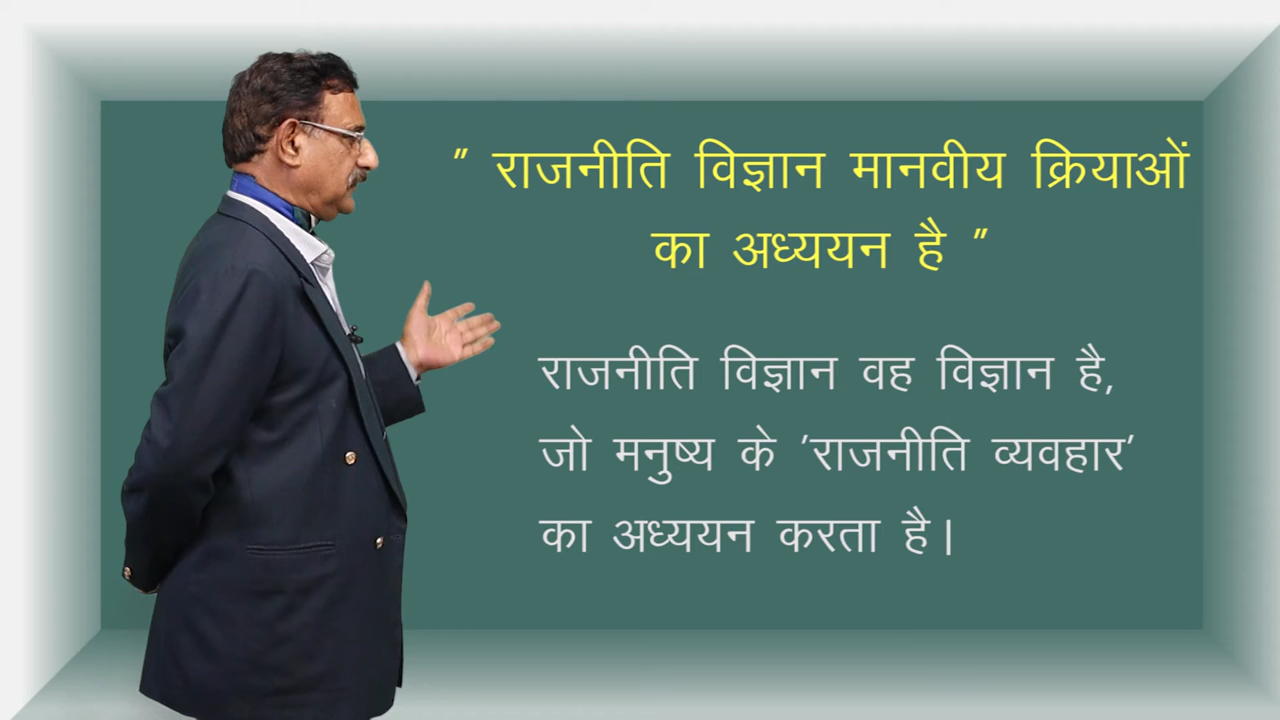 " राजनीति विज्ञान मानवीय क्रियाओं
का अध्ययन है "
राजनीति विज्ञान वह विज्ञान है,
जो मनुष्य के 'राजनीति व्यवहार'
का अध्ययन करता है।